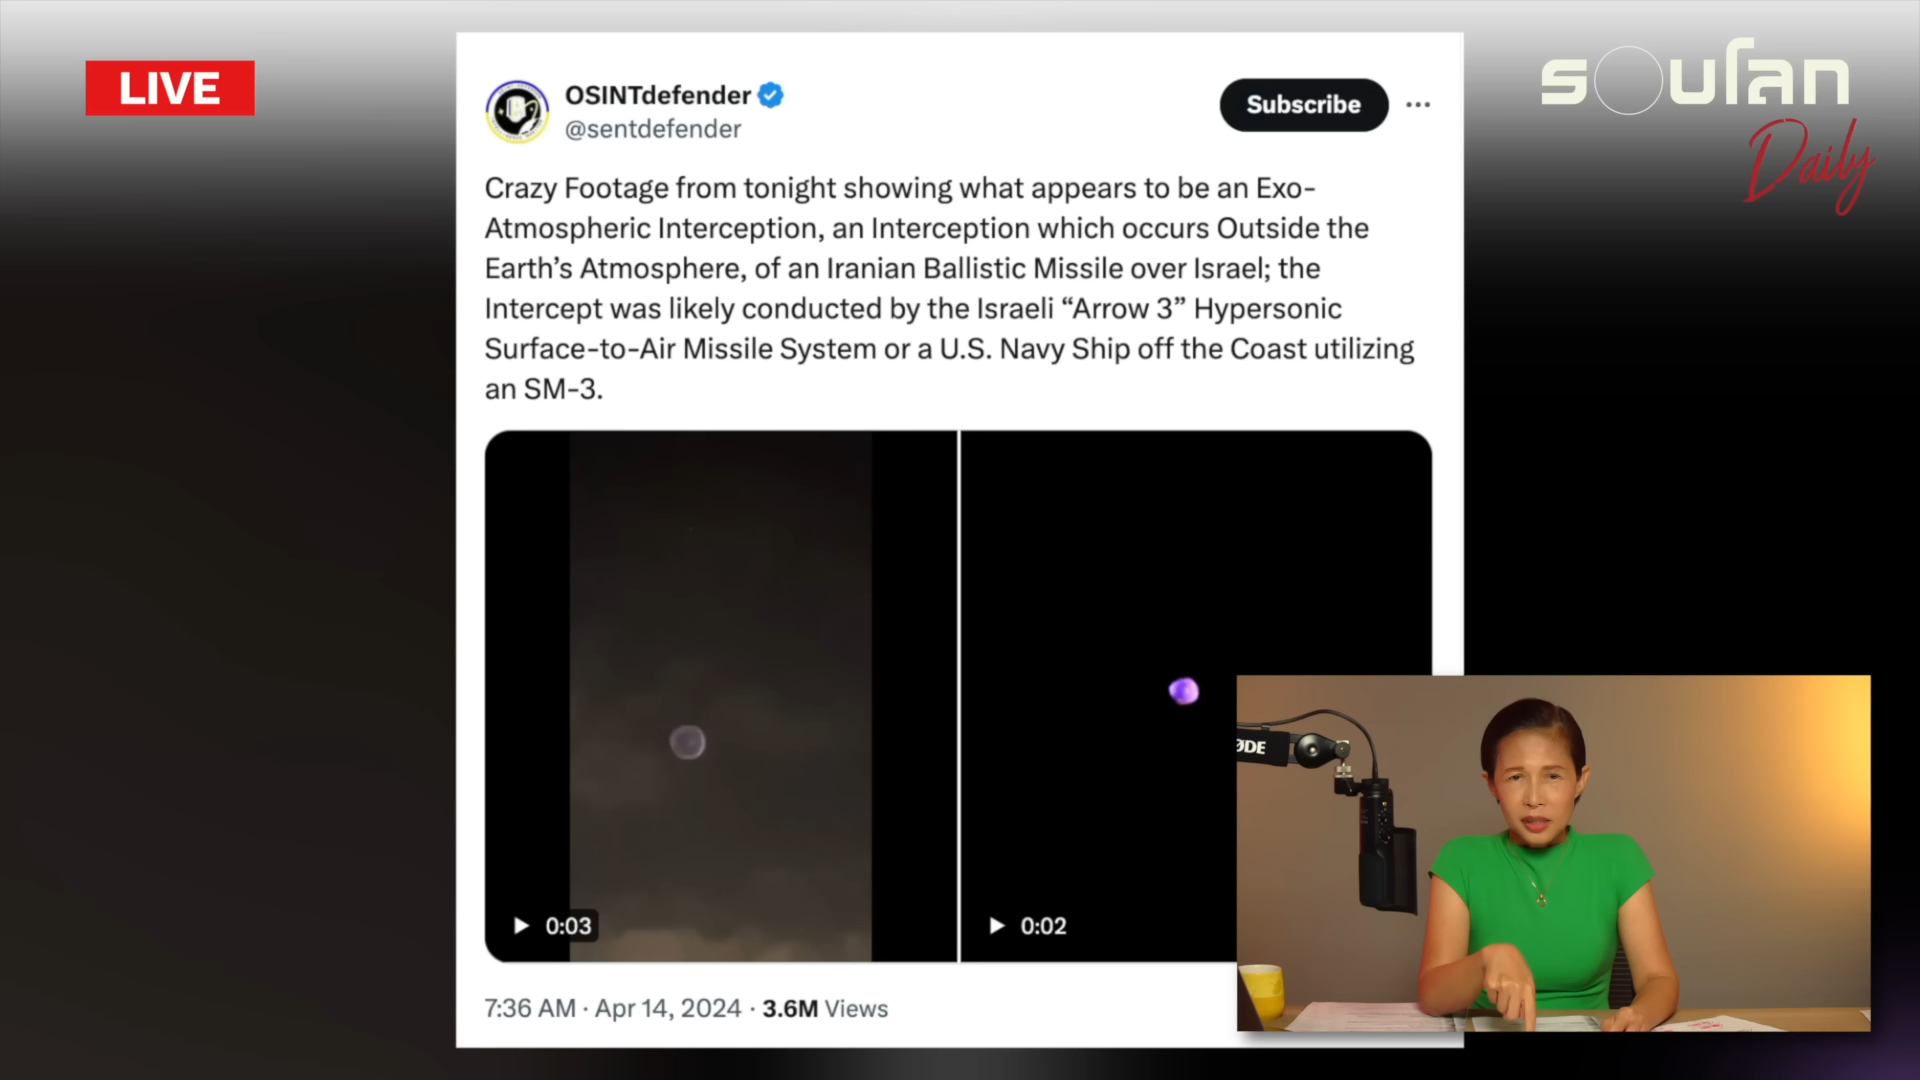 LIVE
soufan
Daily
OSINTdefender
@sentdefender
Subscribe
Crazy Footage from tonight showing what appears to be an Exo-
Atmospheric Interception, an Interception which occurs Outside the
Earth’s Atmosphere, of an Iranian Ballistic Missile over Israel; the
Intercept was likely conducted by the Israeli “Arrow 3” Hypersonic
Surface-to-Air Missile System or a U.S. Navy Ship off the Coast utilizing
an SM-3.
0:03
0:02
ØDE
7:36 AM · Apr 14, 2024 · 3.6M Views